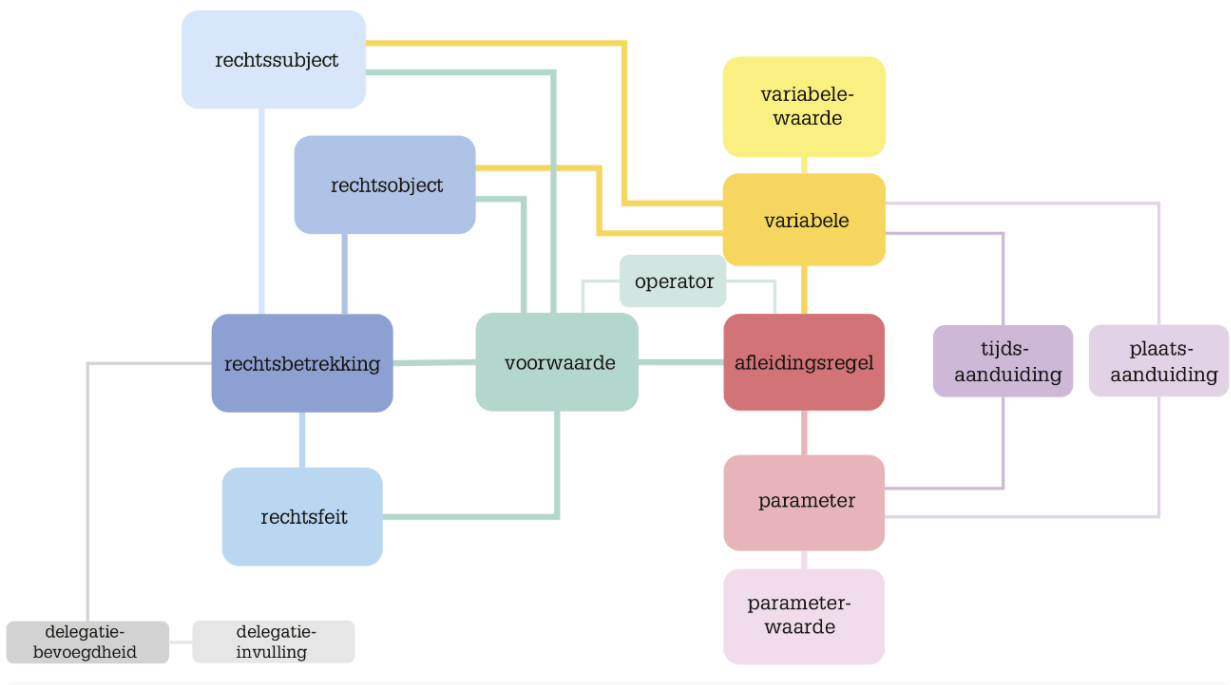 rechtssubject
variabele-
waarde
rechtsobject
variabele
operator
rechtsbetrekking
voorwaarde
afleidingsregel
tijds-
aanduiding
plaats-
aanduiding
rechtsfeit
parameter
parameter-
waarde
delegatie-
bevoegdheid
delegatie-
invulling